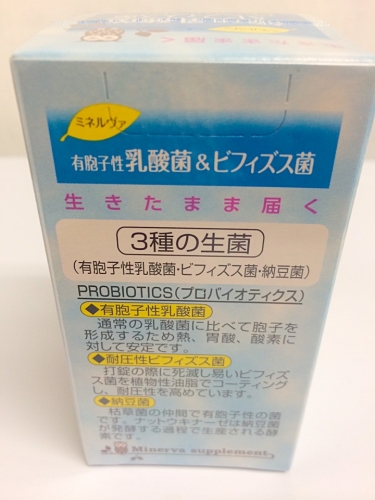 たまま届く
ミネルヴァ
有胞子性乳酸菌&ビフィズス菌
生きたまま届く
3種の生菌
(有胞子性乳酸菌・ビフィズス菌・納豆菌)
PROBIOTICS(プロバイオティクス)
◆有胞子性乳酸菌◆
通常の乳酸菌に比べて胞子を
形成するため熱、胃酸、酸素に
対して安定です。
◆耐圧性ビフィズス菌◆
打錠の際に死滅し易いビフィ
ズス菌を植物性油脂でコーティング
し、耐圧性を高めています。
◆納豆菌◆
枯草菌の仲間で有胞子性の菌
です。ナットウキナーゼは納豆菌
が発酵する過程で生産される酵
素です。
Minerva supplement